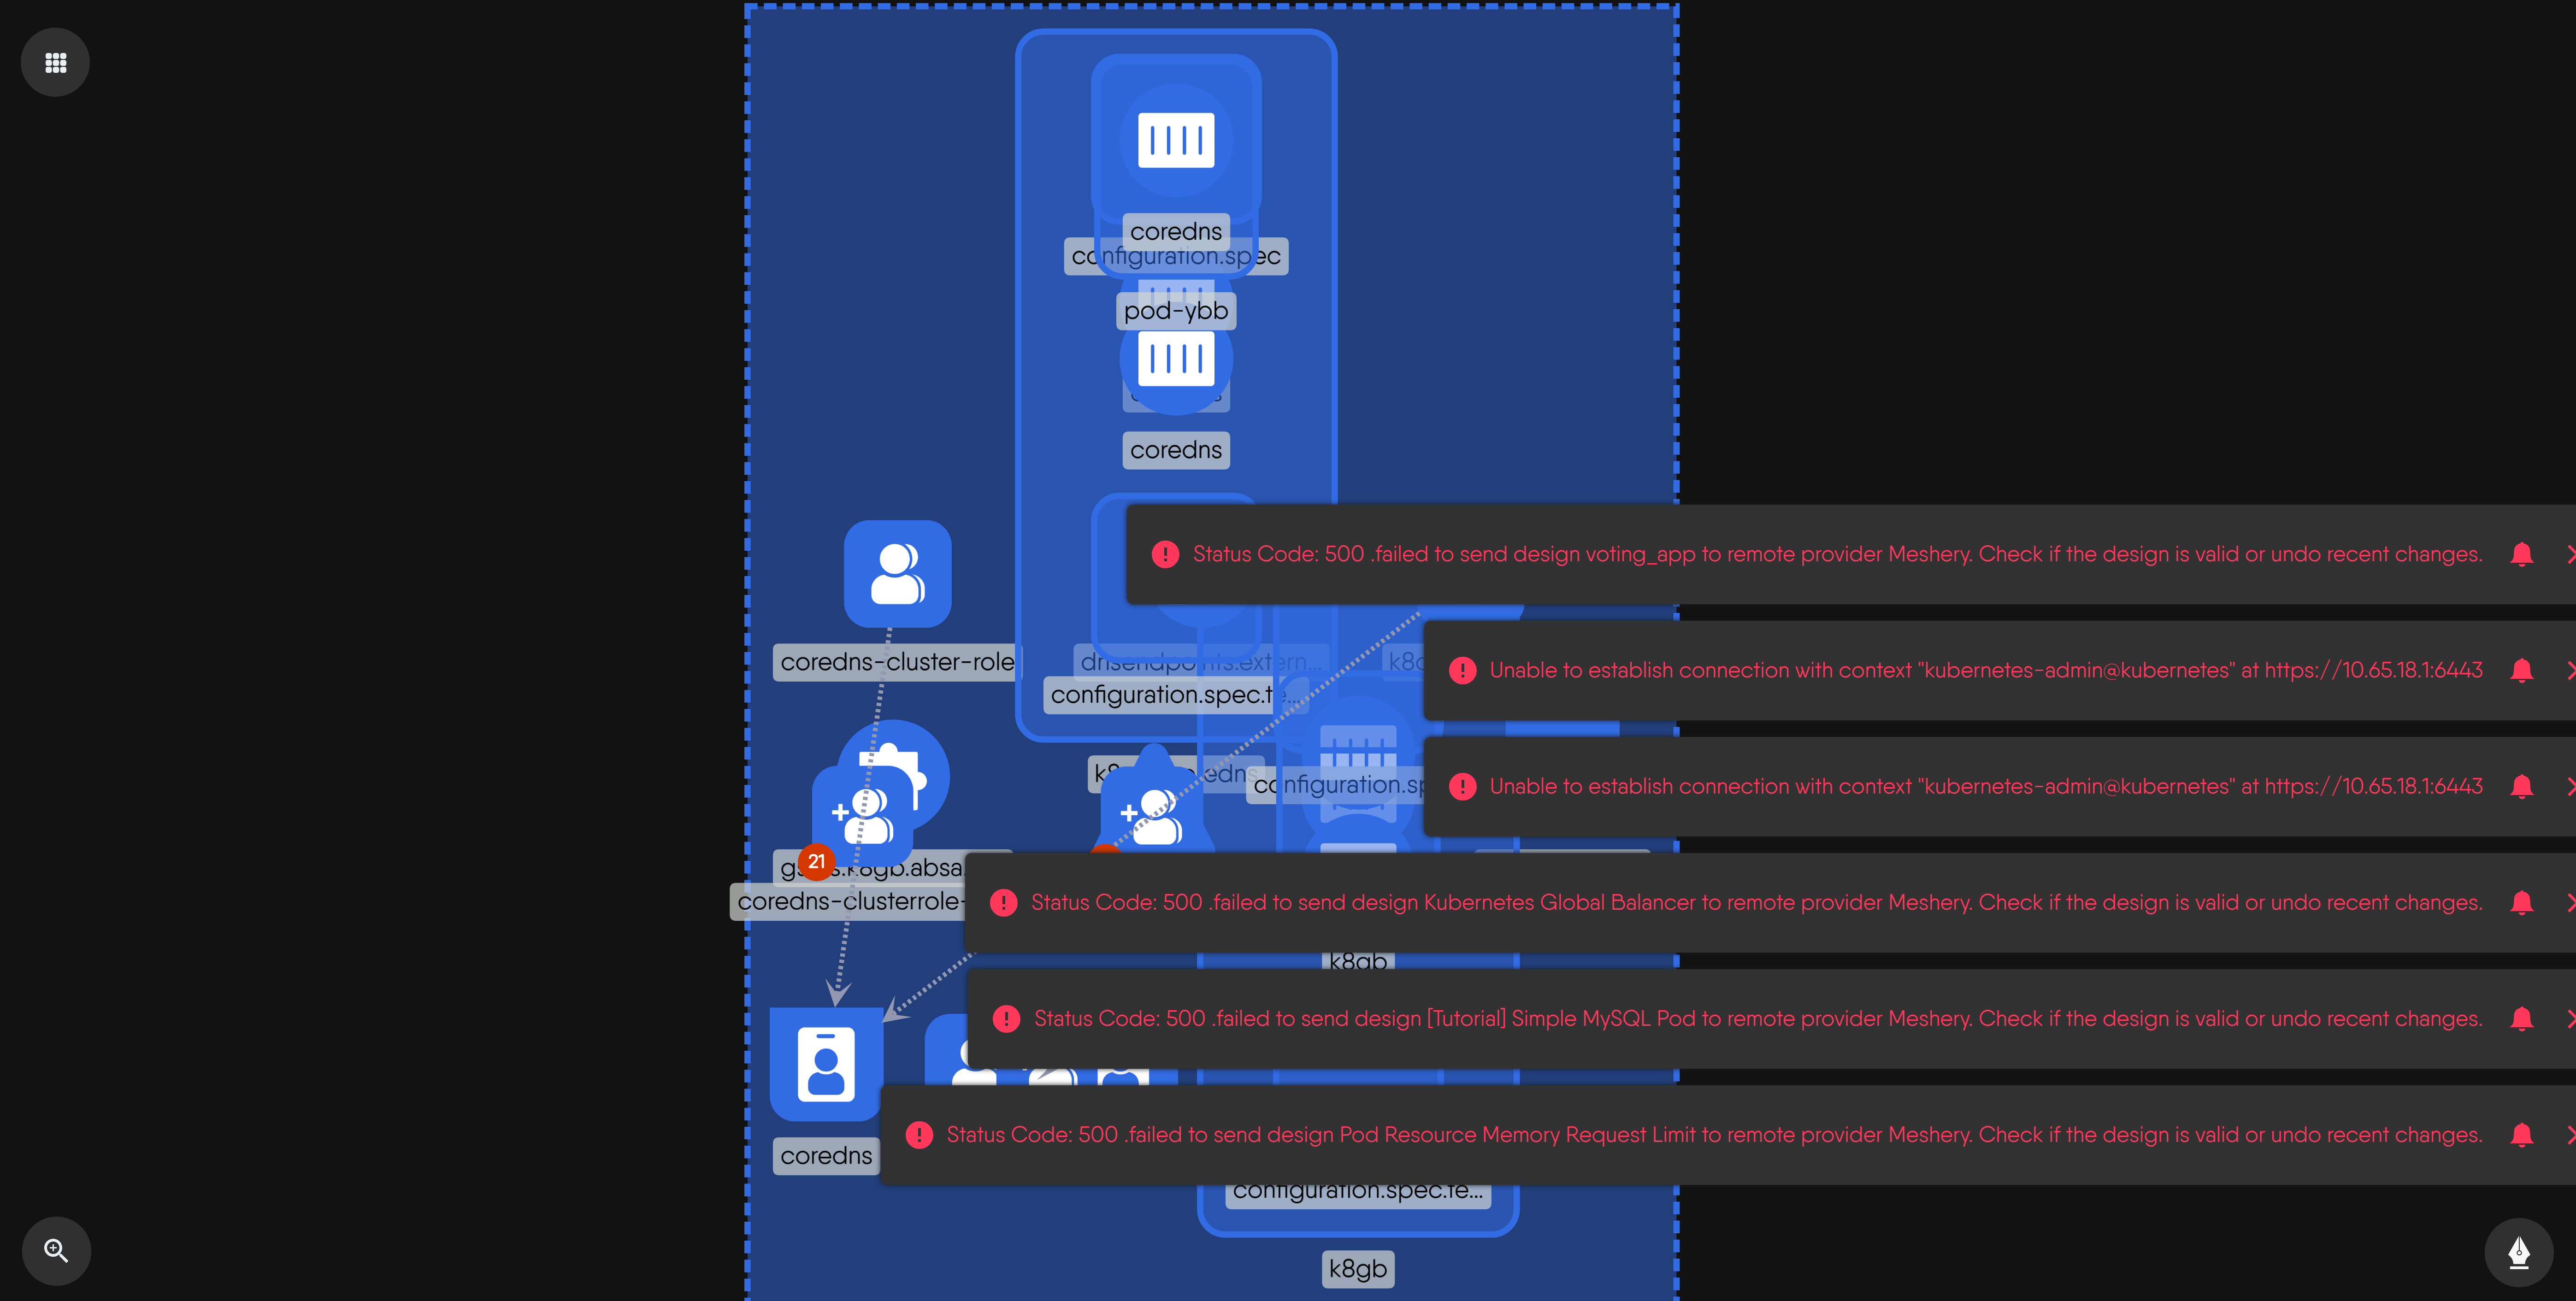 coredns
configuration.spec
pod-ybb
coredns
Status Code: 500 .failed to send design voting_app to remote provider Meshery. Check if the design is valid or undo recent changes.
coredns-cluster-role
dnsendpoints.extern...
Unable to establish connection with context "kubernetes-admin@kubernetes" at https://10.65.18.1:6443
configuration.spec.te...
Unable to establish connection with context "kubernetes-admin@kubernetes" at https://10.65.18.1:6443
21
coredns-clusterrole-
Status Code: 500 .failed to send design Kubernetes Global Balancer to remote provider Meshery. Check if the design is valid or undo recent changes.
k8gb
Status Code: 500 .failed to send design [Tutorial] Simple MySQL Pod to remote provider Meshery. Check if the design is valid or undo recent changes.
Status Code: 500 .failed to send design Pod Resource Memory Request Limit to remote provider Meshery. Check if the design is valid or undo recent changes.
coredns
configuration.spec.te...
k8gb